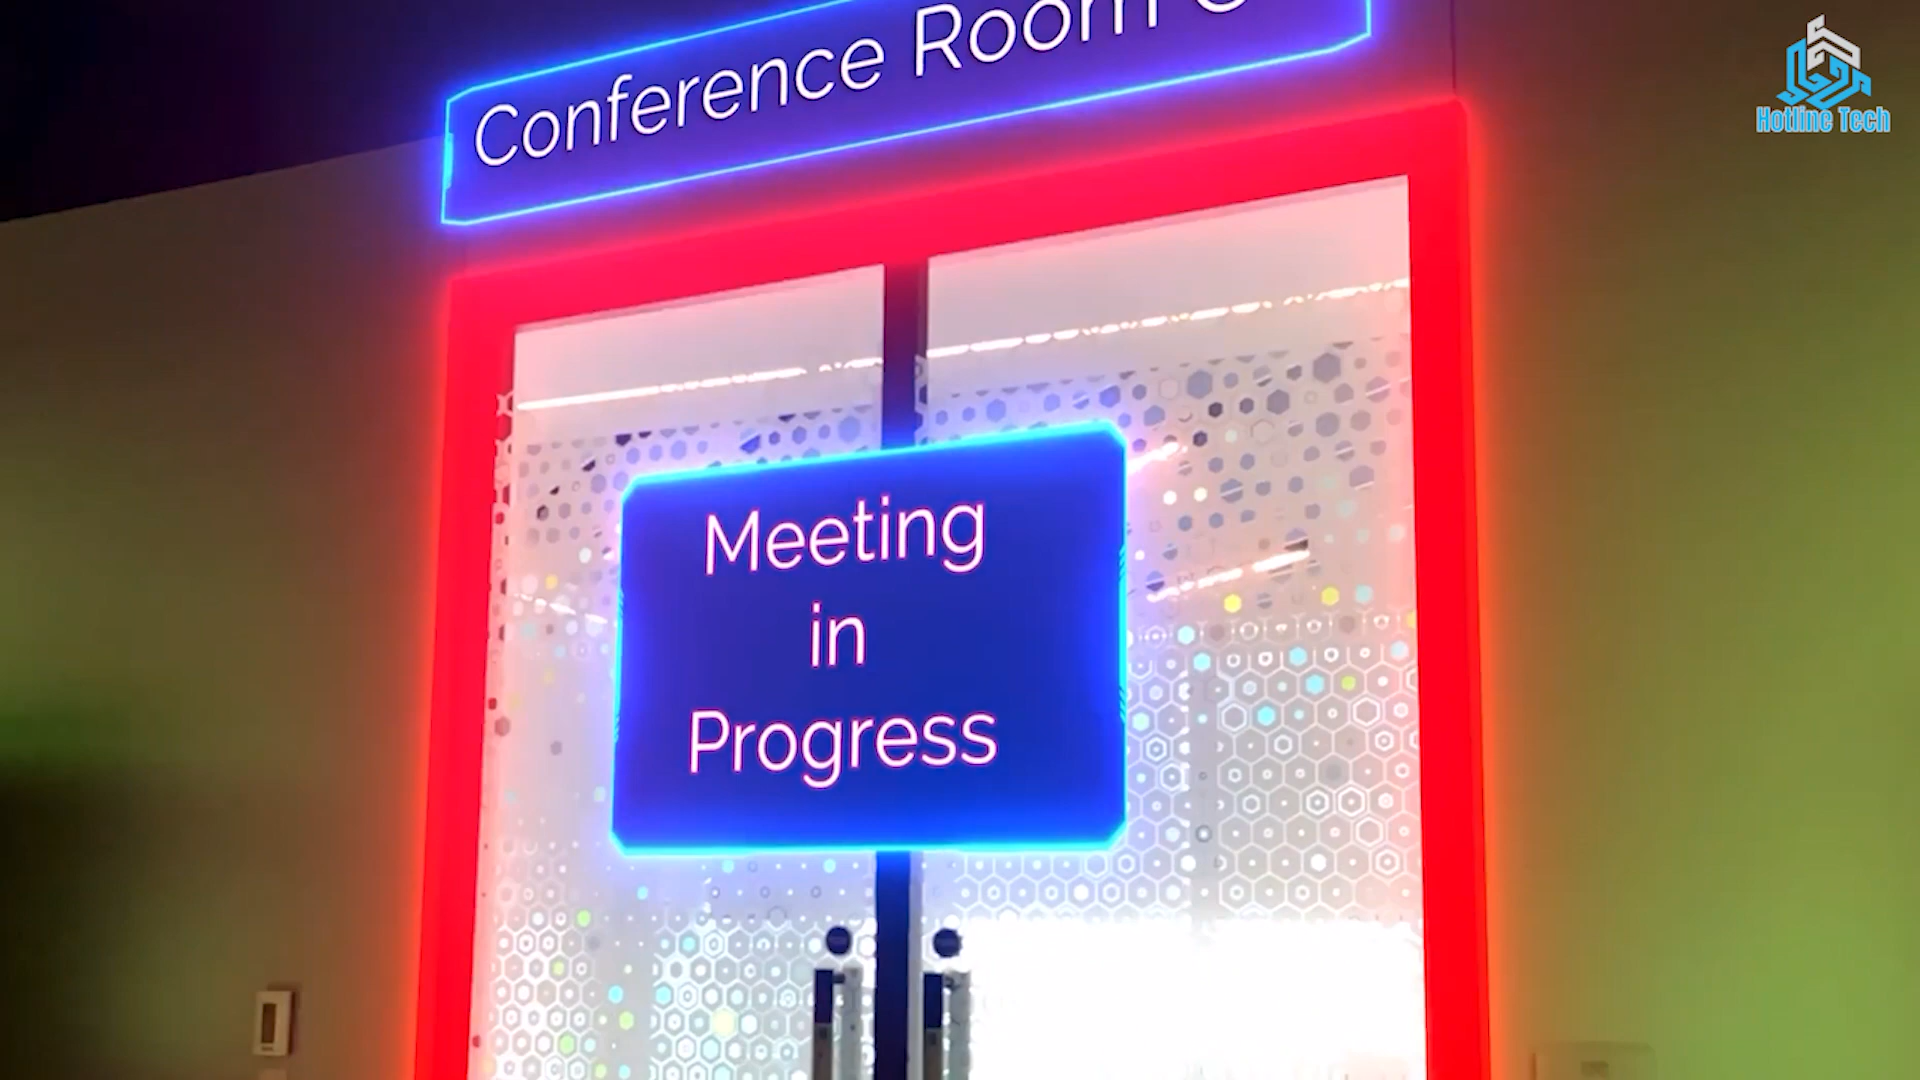 Conference Room
Hotline Tech
Meeting
in
Progress